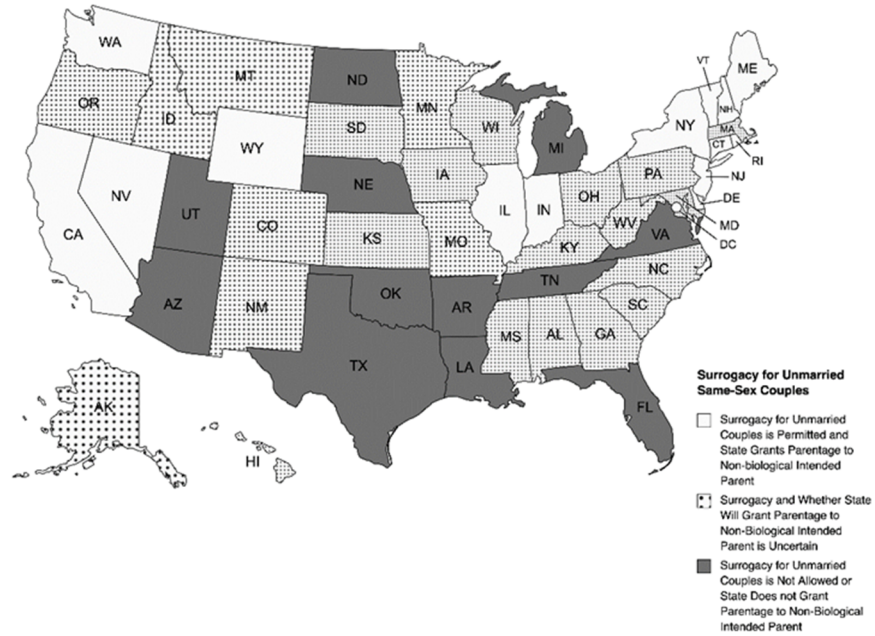 WA
MT
ND
MN
VT
ME
OR
ID
SD
WI
NH
NY
MA
WY
MI
CT
RI
IA
PA
NJ
NE
NV
OH
DE
UT
IL
IN
CO
WV
MD
CA
KS
MO
VA
DC
KY
NC
TN
AZ
OK
NM
AR
SC
MS
AL
GA
TX
LA
AK
FL
HI
Surrogacy for Unmarried
Same-Sex Couples
Surrogacy for Unmarried
Couples is Permitted and
State Grants Parentage to
Non-biological Intended
Parent
Surrogacy and Whether State
Will Grant Parentage to
Non-Biological Intended
Parent is Uncertain
Surrogacy for Unmarried
Couples is Not Allowed or
State Does not Grant
Parentage to Non-Biological
Intended Parent